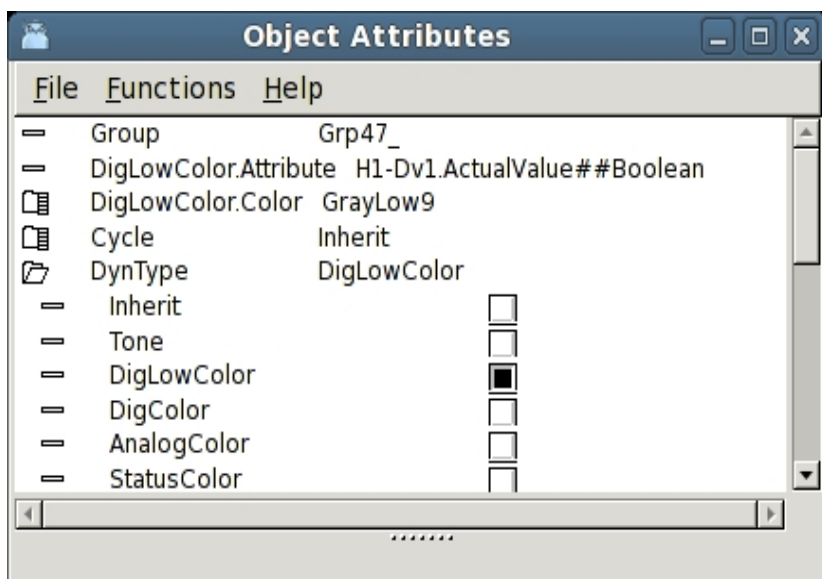 Object Attributes
File Functions Help
Group Grp47_
DigLowColor.Attribute H1-Dv1.ActualValue##Boolean
DigLowColor.Color GrayLow9
Cycle Inherit
DynType DigLowColor
Inherit
Tone
DigLowColor
DigColor
AnalogColor
StatusColor